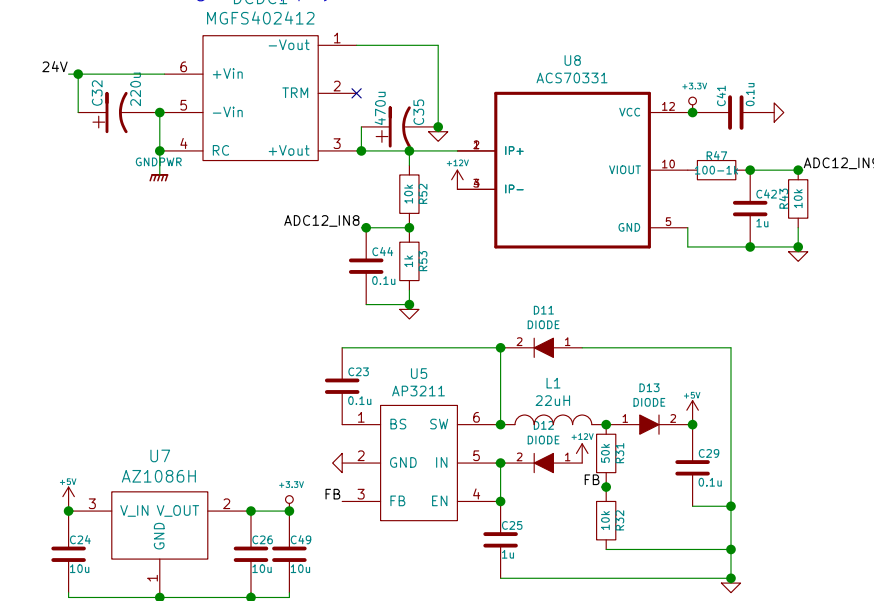 DCDC1
MGFS402412
24V
C32
220u
6
+Vin
−Vout
1
5
−Vin
TRM
2
4
RC
+Vout
3
GNDPWR
470u
C35
10k
R52
ADC12_IN8
C44
0.1u
1k
R53
U8
ACS70331
+12V
IP+
IP−
VCC
12
+3.3V
C41
0.1u
VIOUT
10
R47
100-1k
ADC12_IN9
C42
1u
R43
10k
GND
5
D11
DIODE
2
1
C23
0.1u
U5
AP3211
1
BS
SW
6
2
GND
IN
5
FB
3
FB
EN
4
L1
22uH
D12
DIODE
2
1
+12V
D13
DIODE
1
2
+5V
50k
R31
FB
10k
R32
C29
0.1u
C25
1u
U7
AZ1086H
+5V
3
V_IN
V_OUT
2
+3.3V
GND
1
C24
10u
C26
10u
C49
10u